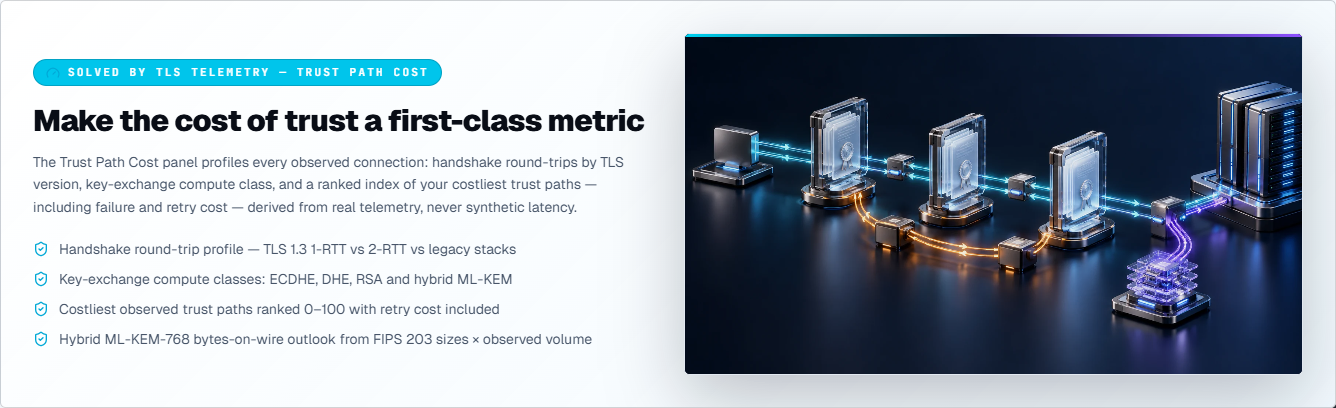 SOLVED BY TLS TELEMETRY — TRUST PATH COST
Make the cost of trust a first-class metric
The Trust Path Cost panel profiles every observed connection: handshake round-trips by TLS
version, key-exchange compute class, and a ranked index of your costliest trust paths —
including failure and retry cost — derived from real telemetry, never synthetic latency.
Handshake round-trip profile — TLS 1.3 1-RTT vs 2-RTT vs legacy stacks
Key-exchange compute classes: ECDHE, DHE, RSA and hybrid ML-KEM
Costliest observed trust paths ranked 0–100 with retry cost included
Hybrid ML-KEM-768 bytes-on-wire outlook from FIPS 203 sizes × observed volume